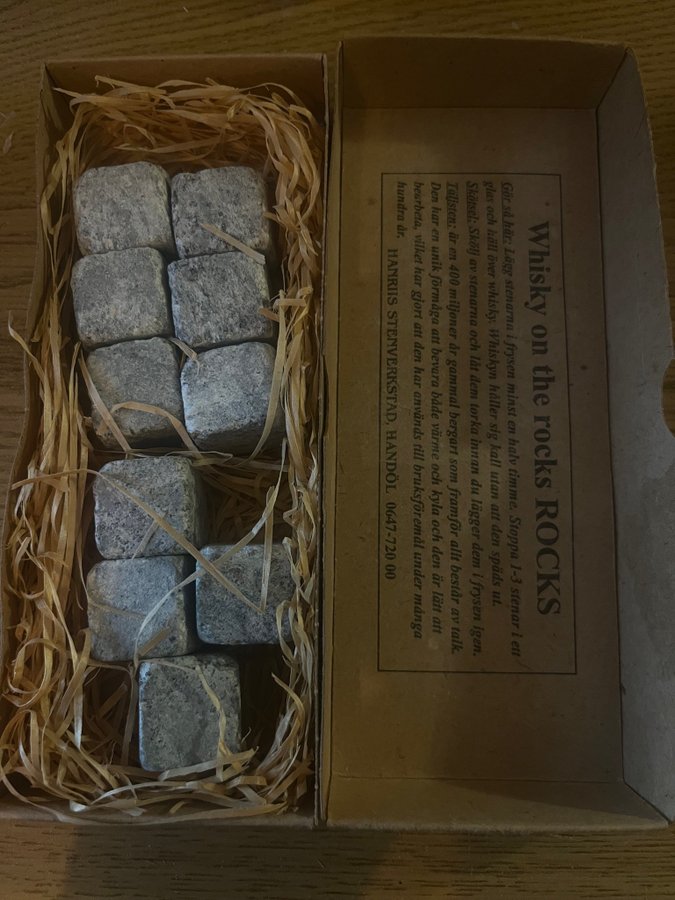 Whisky on the rocks ROCKS
Gör så här: Lägg stenarna i frysen minst en halv timme. Stoppa 1-3 stenar i ett
glas och häll över whisky. Whiskyn håller sig kall utan att den späds ut.
Skötsel: Skölj av stenarna och låt dem torka innan du lägger dem i frysen igen.
Täljsten: är en 400 miljoner år gammal bergart som framför allt består av talk.
Den har en unik förmåga att bevara både värme och kyla och den är lätt att
bearbeta, vilket har gjort att den har används till bruksföremål under många
hundra år.
HANRIIS STENVERKSTAD, HANDÖL 0647-720 00